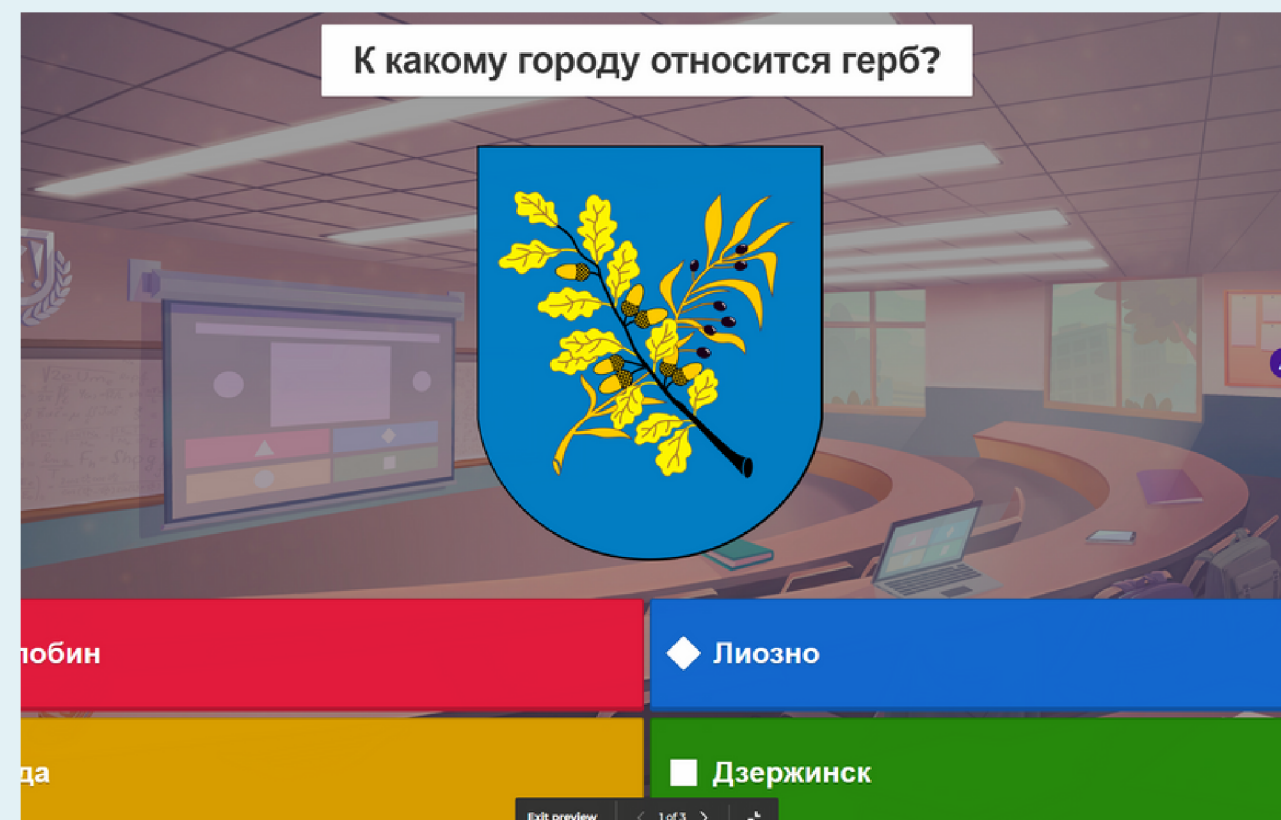 К какому городу относится герб?
лобин
Лиозно
да
Дзержинск
Exit preview
1 of 3